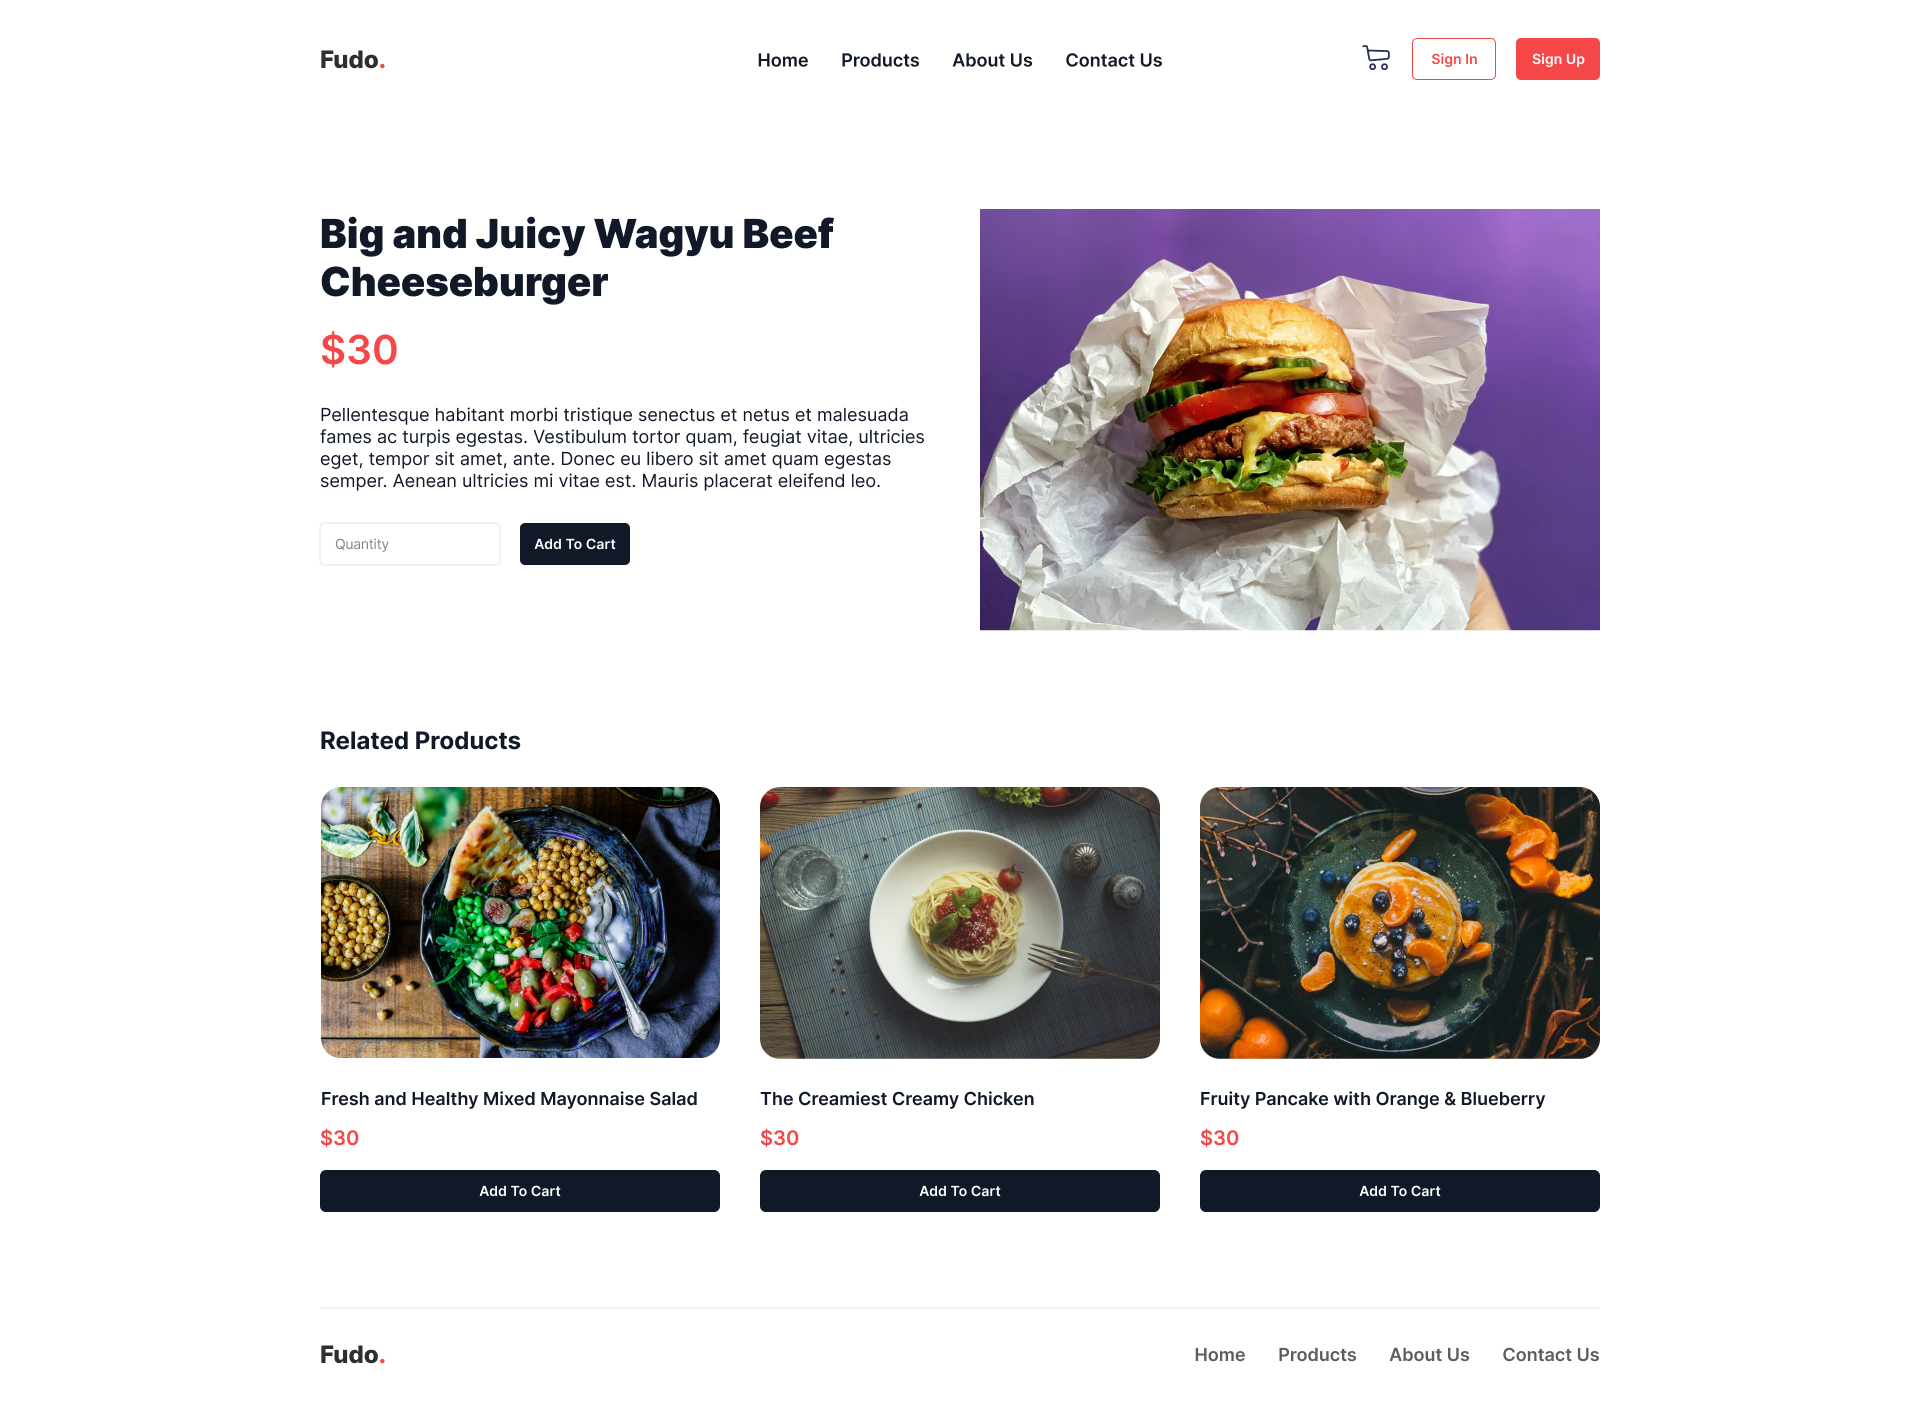 Fudo.
Home Products About Us Contact Us
Sign In
Sign Up
Big and Juicy Wagyu Beef
Cheeseburger
$30
Pellentesque habitant morbi tristique senectus et netus et malesuada
fames ac turpis egestas. Vestibulum tortor quam, feugiat vitae, ultricies
eget, tempor sit amet, ante. Donec eu libero sit amet quam egestas
semper. Aenean ultricies mi vitae est. Mauris placerat eleifend leo.
Quantity
Add To Cart
Related Products
Fresh and Healthy Mixed Mayonnaise Salad
$30
Add To Cart
The Creamiest Creamy Chicken
$30
Add To Cart
Fruity Pancake with Orange & Blueberry
$30
Add To Cart
Fudo.
Home Products About Us Contact Us